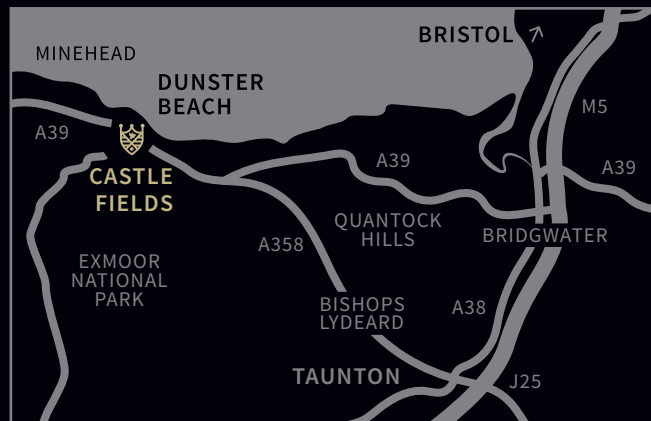 BRISTOL
MINEHEAD
DUNSTER
BEACH
M5
A39
A39
A39
CASTLE
FIELDS
QUANTOCK
HILLS
BRIDGWATER
A358
EXMOOR
NATIONAL
PARK
BISHOPS
LYDEARD
A38
TAUNTON
J25